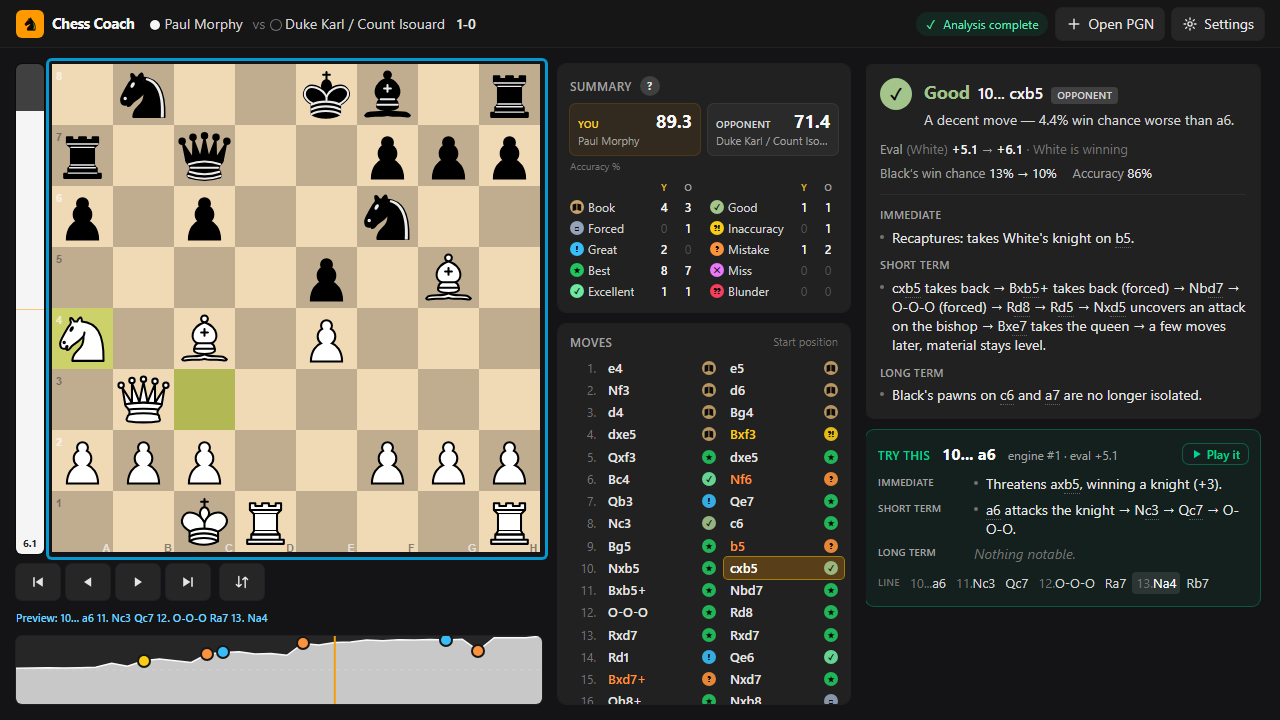 Chess Coach Paul Morphy vs Duke Karl / Count Isouard 1-0 ✓ Analysis complete + Open PGN Settings
8
7
6
5
4
3
2
1
A B C D E F G H
6.1
Preview: 10... a6 11. Nc3 Qc7 12. O-O-O Ra7 13. Na4
SUMMARY ?
YOU 89.3
Paul Morphy
OPPONENT 71.4
Duke Karl / Count Iso...
Accuracy %
Y O Y O
Book 4 3 Good 1 1
Forced 0 1 Inaccuracy 0 1
Great 2 0 Mistake 1 2
Best 8 7 Miss 0 0
Excellent 1 1 Blunder 0 0
MOVES Start position
1. e4 e5
2. Nf3 d6
3. d4 Bg4
4. dxe5 Bxf3
5. Qxf3 dxe5
6. Bc4 Nf6
7. Qb3 Qe7
8. Nc3 c6
9. Bg5 b5
10. Nxb5 cxb5
11. Bxb5+ Nbd7
12. O-O-O Rd8
13. Rxd7 Rxd7
14. Rd1 Qe6
15. Bxd7+ Nxd7
16. Qb8+ Nxb8
Good 10... cxb5 OPPONENT
A decent move — 4.4% win chance worse than a6.
Eval (White) +5.1 → +6.1 · White is winning
Black's win chance 13% → 10% Accuracy 86%
IMMEDIATE
• Recaptures: takes White's knight on b5.
SHORT TERM
• cxb5 takes back → Bxb5+ takes back (forced) → Nbd7 →
O-O-O (forced) → Rd8 → Rd5 → Nxd5 uncovers an attack
on the bishop → Bxe7 takes the queen → a few moves
later, material stays level.
LONG TERM
• Black's pawns on c6 and a7 are no longer isolated.
TRY THIS 10... a6 engine #1 · eval +5.1 Play it
IMMEDIATE • Threatens axb5, winning a knight (+3).
SHORT TERM • a6 attacks the knight → Nc3 → Qc7 → O-
O-O.
LONG TERM Nothing notable.
LINE 10...a6 11.Nc3 Qc7 12.O-O-O Ra7 13.Na4 Rb7